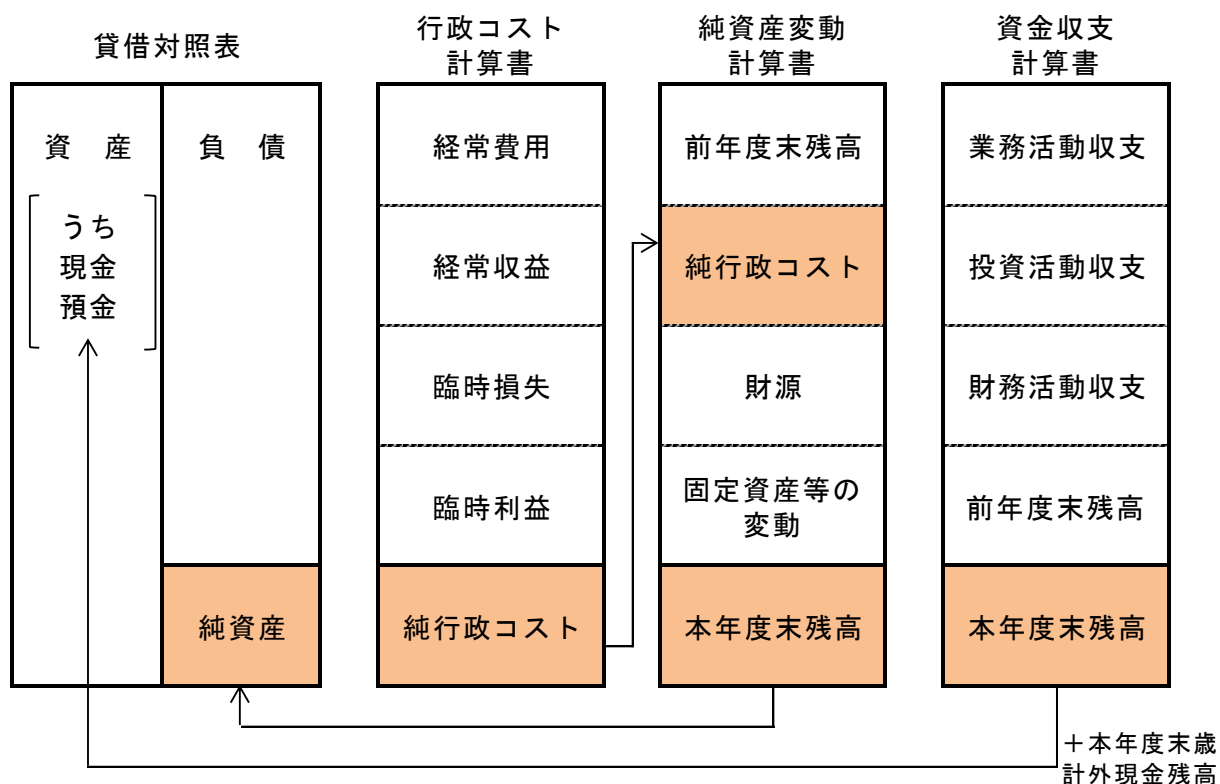 貸借対照表
資　産
うち
現金
預金
負　債
純資産
行政コスト
計算書
経常費用
経常収益
臨時損失
臨時利益
純行政コスト
純資産変動
計算書
前年度末残高
純行政コスト
財源
固定資産等の
変動
本年度末残高
資金収支
計算書
業務活動収支
投資活動収支
財務活動収支
前年度末残高
本年度末残高
＋本年度末歳
計外現金残高